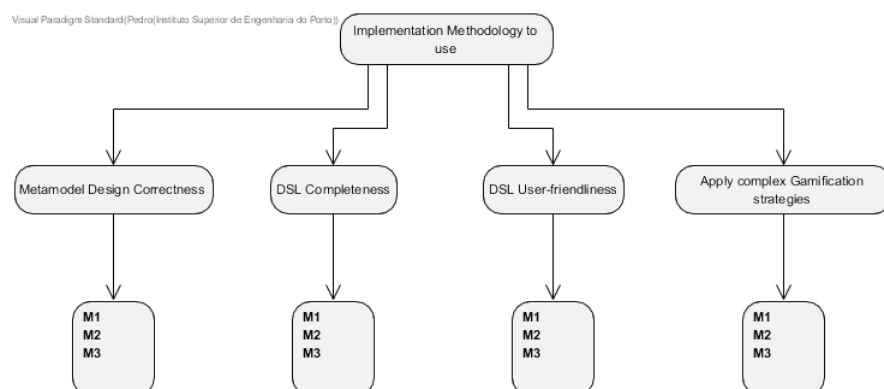 Visual Paradigm Standard(Pedro(Instituto Superior de Engenharia do Porto))
Implementation Methodology to
use
Metamodel Design Correctness
DSL Completeness
DSL User-friendliness
Apply complex Gamification
strategies
M1
M2
M3
M1
M2
M3
M1
M2
M3
M1
M2
M3